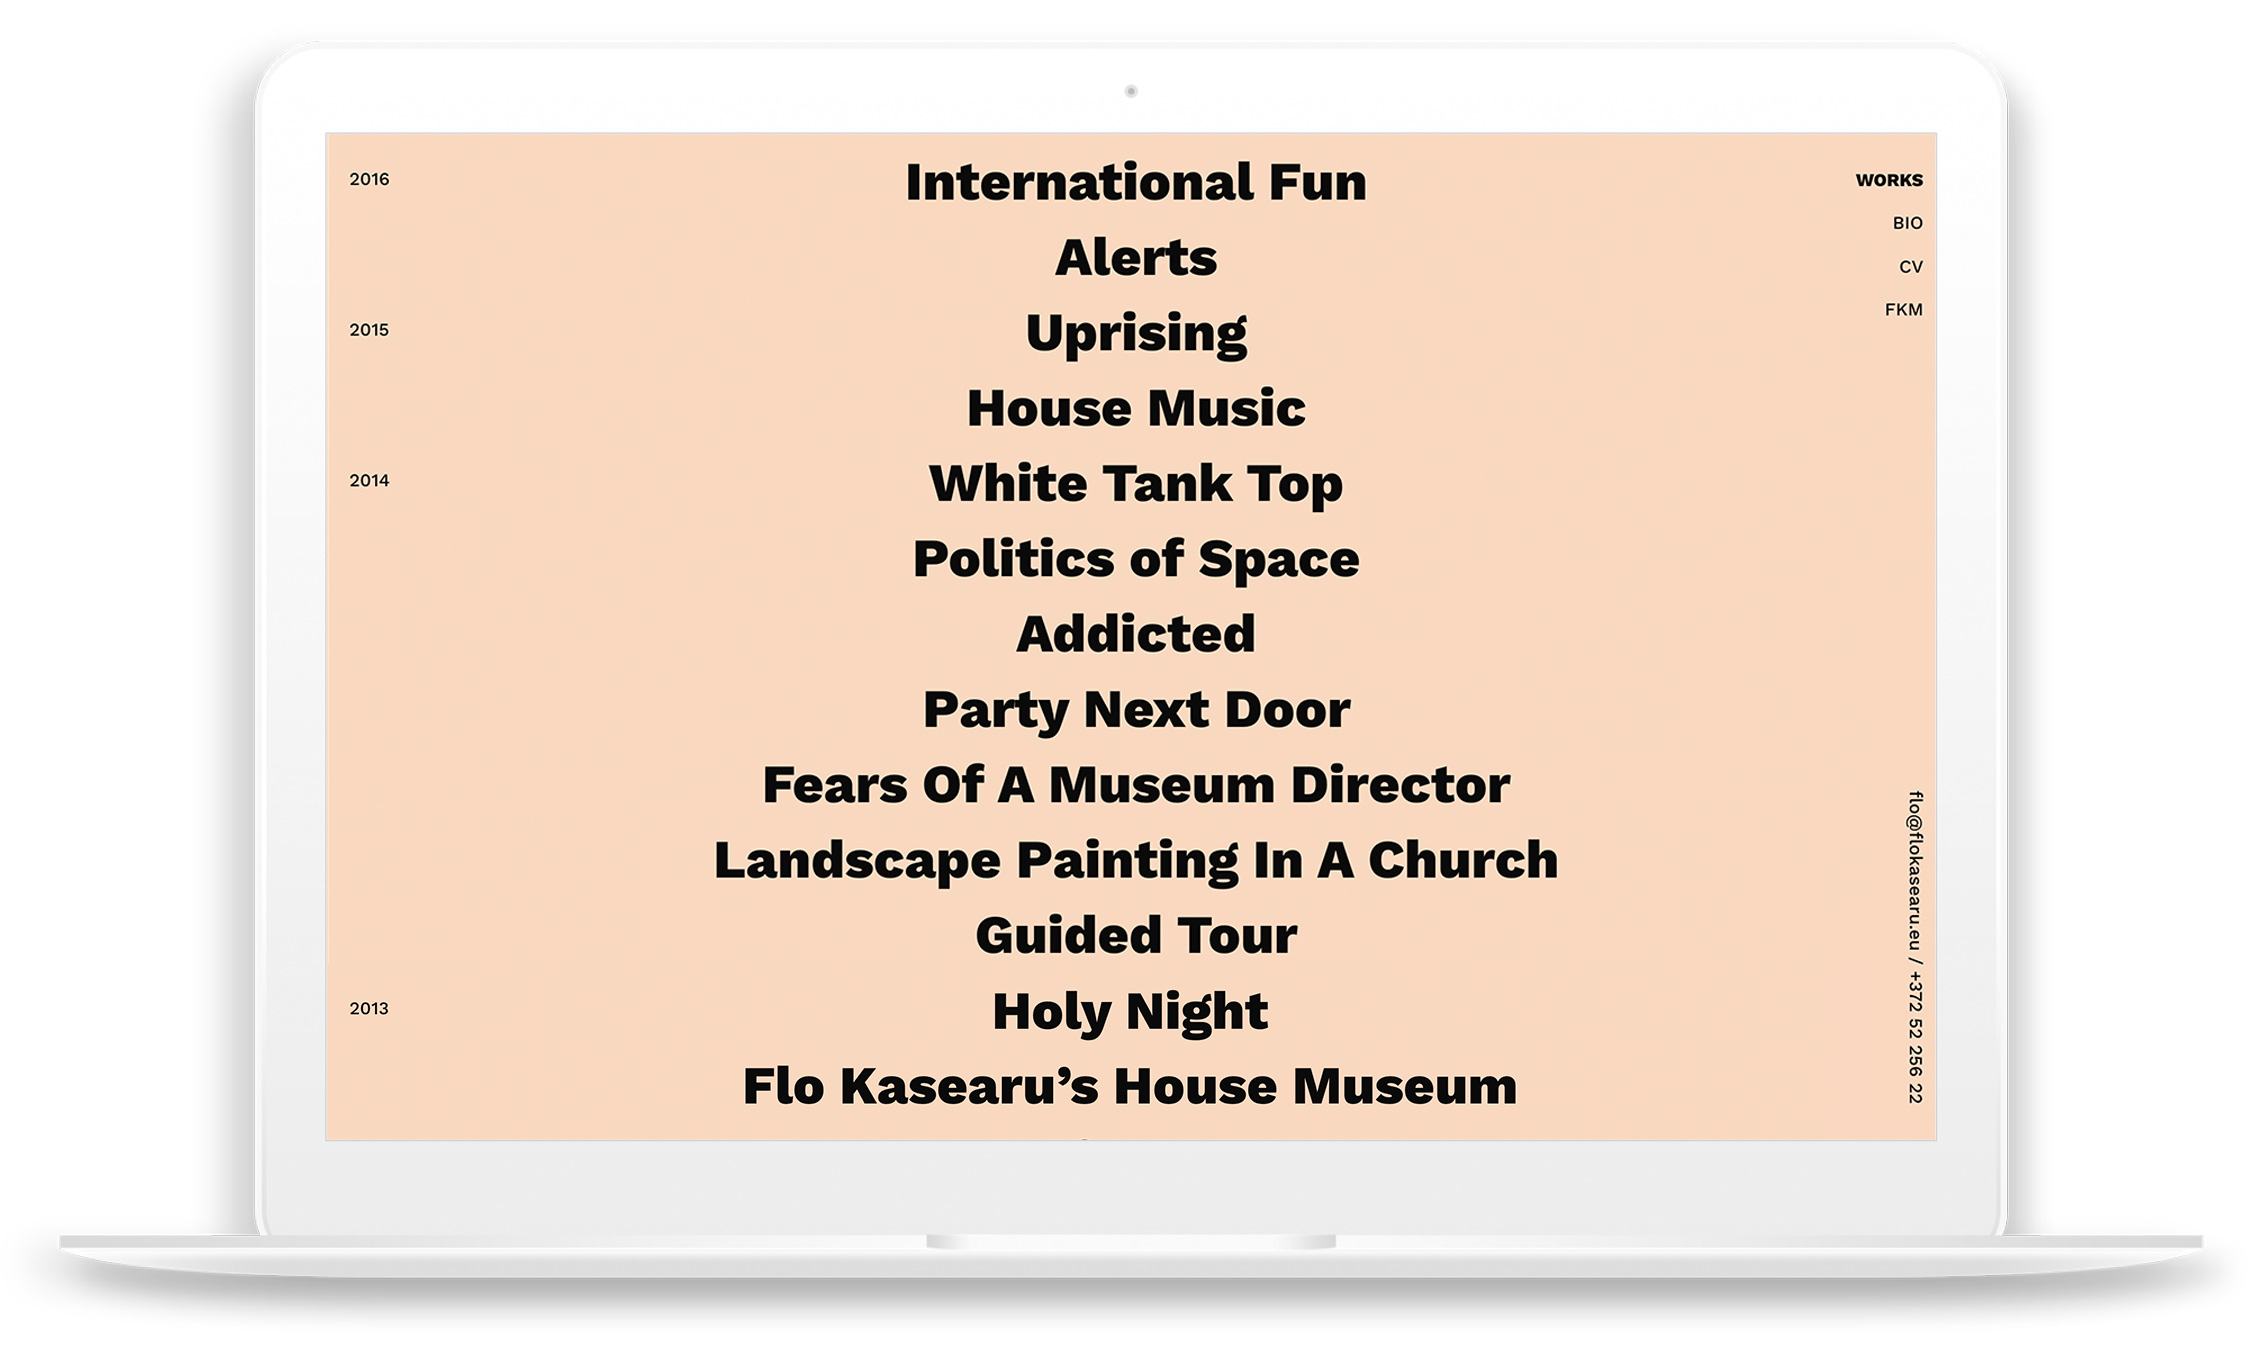 2016
International Fun
Alerts
2015
Uprising
House Music
2014
White Tank Top
Politics of Space
Addicted
Party Next Door
Fears Of A Museum Director
Landscape Painting In A Church
Guided Tour
2013
Holy Night
Flo Kasearu’s House Museum
WORKS
BIO
CV
FKM
flo@flokasearu.eu / +372 52 256 22